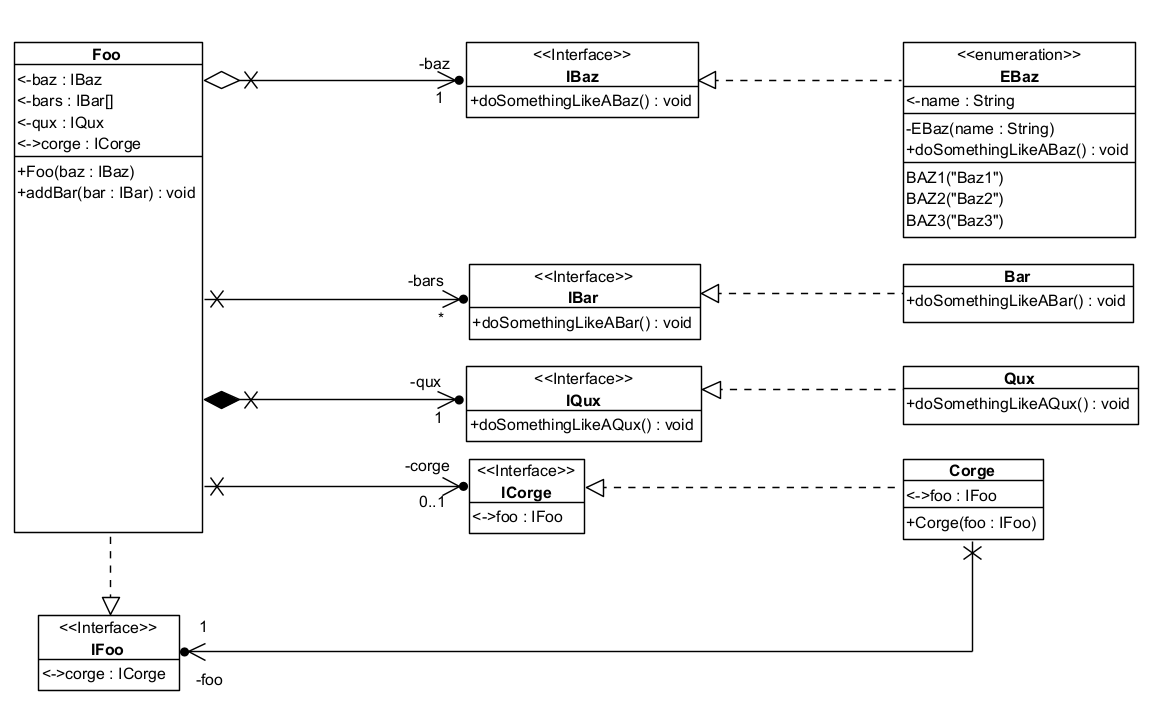 Foo
<-baz : IBaz
<-bars : IBar[]
<-qux : IQux
<->corge : ICorge
+Foo(baz : IBaz)
+addBar(bar : IBar) : void
-baz
1
<<Interface>>
IBaz
+doSomethingLikeABaz() : void
<<enumeration>>
EBaz
<-name : String
-EBaz(name : String)
+doSomethingLikeABaz() : void
BAZ1("Baz1")
BAZ2("Baz2")
BAZ3("Baz3")
-bars
*
<<Interface>>
IBar
+doSomethingLikeABar() : void
Bar
+doSomethingLikeABar() : void
-qux
1
<<Interface>>
IQux
+doSomethingLikeAQux() : void
Qux
+doSomethingLikeAQux() : void
-corge
0..1
<<Interface>>
ICorge
<->foo : IFoo
Corge
<->foo : IFoo
+Corge(foo : IFoo)
<<Interface>>
IFoo
<->corge : ICorge
1
-foo